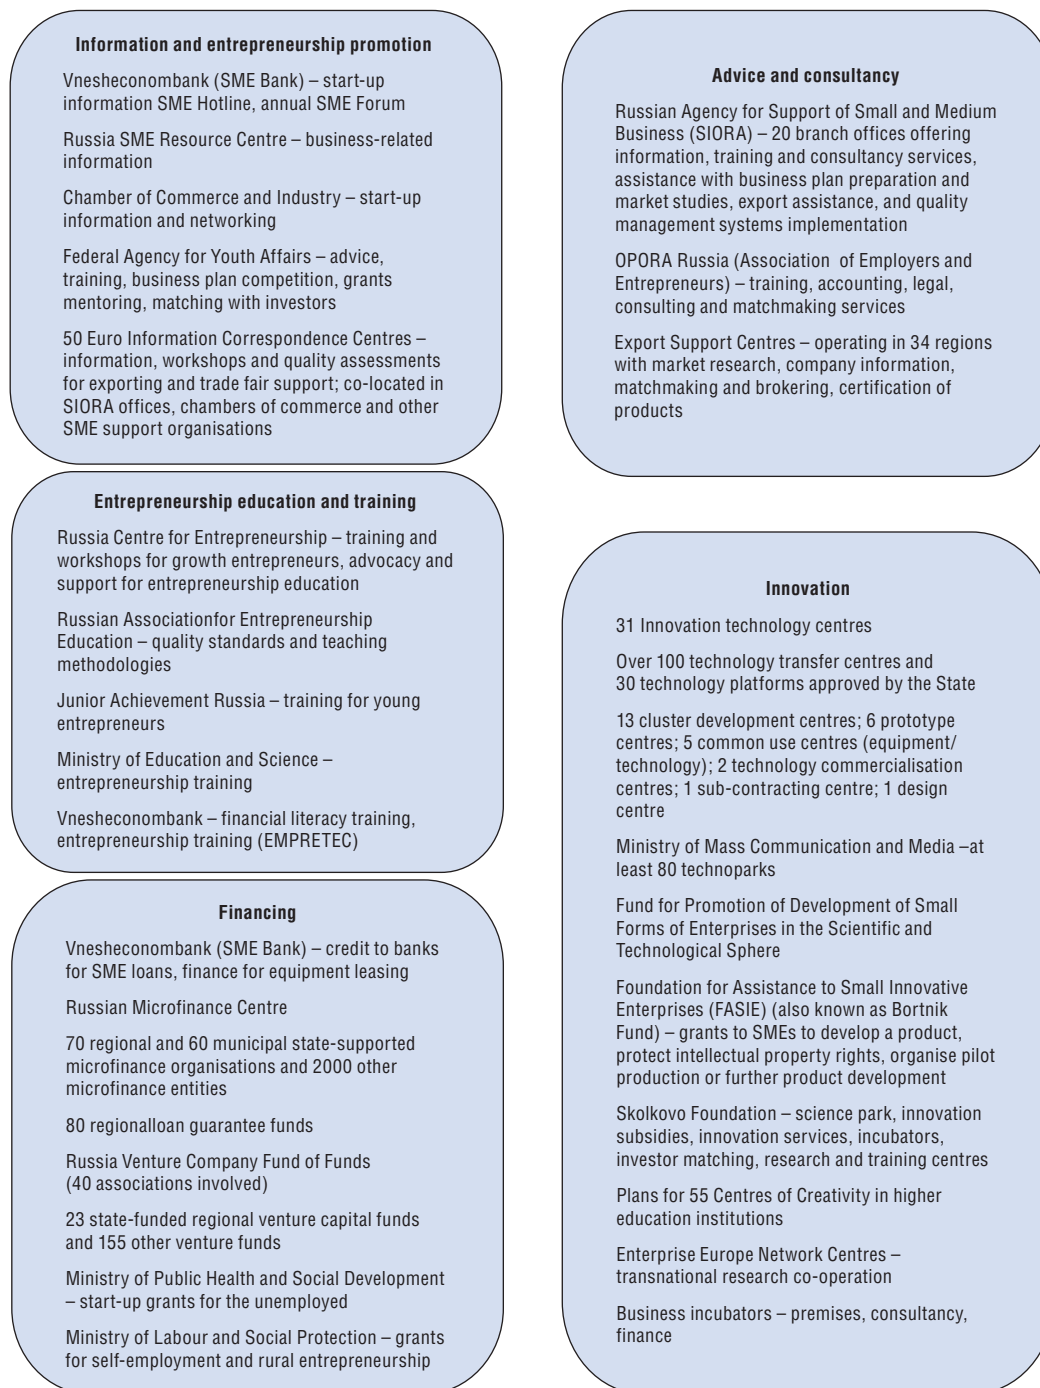 Information and entrepreneurship promotion
Vnesheconombank (SME Bank) – start-up
information SME Hotline, annual SME Forum
Russia SME Resource Centre – business-related
information
Chamber of Commerce and Industry – start-up
information and networking
Federal Agency for Youth Affairs – advice,
training, business plan competition, grants
mentoring, matching with investors
50 Euro Information Correspondence Centres –
information, workshops and quality assessments
for exporting and trade fair support; co-located in
SIORA offices, chambers of commerce and other
SME support organisations
Entrepreneurship education and training
Russia Centre for Entrepreneurship – training and
workshops for growth entrepreneurs, advocacy and
support for entrepreneurship education
Russian Associationfor Entrepreneurship
Education – quality standards and teaching
methodologies
Junior Achievement Russia – training for young
entrepreneurs
Ministry of Education and Science –
entrepreneurship training
Vnesheconombank – financial literacy training,
entrepreneurship training (EMPRETEC)
Financing
Vnesheconombank (SME Bank) – credit to banks
for SME loans, finance for equipment leasing
Russian Microfinance Centre
70 regional and 60 municipal state-supported
microfinance organisations and 2000 other
microfinance entities
80 regionalloan guarantee funds
Russia Venture Company Fund of Funds
(40 associations involved)
23 state-funded regional venture capital funds
and 155 other venture funds
Ministry of Public Health and Social Development
– start-up grants for the unemployed
Ministry of Labour and Social Protection – grants
for self-employment and rural entrepreneurship
Advice and consultancy
Russian Agency for Support of Small and Medium
Business (SIORA) – 20 branch offices offering
information, training and consultancy services,
assistance with business plan preparation and
market studies, export assistance, and quality
management systems implementation
OPORA Russia (Association of Employers and
Entrepreneurs) – training, accounting, legal,
consulting and matchmaking services
Export Support Centres – operating in 34 regions
with market research, company information,
matchmaking and brokering, certification of
products
Innovation
31 Innovation technology centres
Over 100 technology transfer centres and
30 technology platforms approved by the State
13 cluster development centres; 6 prototype
centres; 5 common use centres (equipment/
technology); 2 technology commercialisation
centres; 1 sub-contracting centre; 1 design
centre
Ministry of Mass Communication and Media –at
least 80 technoparks
Fund for Promotion of Development of Small
Forms of Enterprises in the Scientific and
Technological Sphere
Foundation for Assistance to Small Innovative
Enterprises (FASIE) (also known as Bortnik
Fund) – grants to SMEs to develop a product,
protect intellectual property rights, organise pilot
production or further product development
Skolkovo Foundation – science park, innovation
subsidies, innovation services, incubators,
investor matching, research and training centres
Plans for 55 Centres of Creativity in higher
education institutions
Enterprise Europe Network Centres –
transnational research co-operation
Business incubators – premises, consultancy,
finance